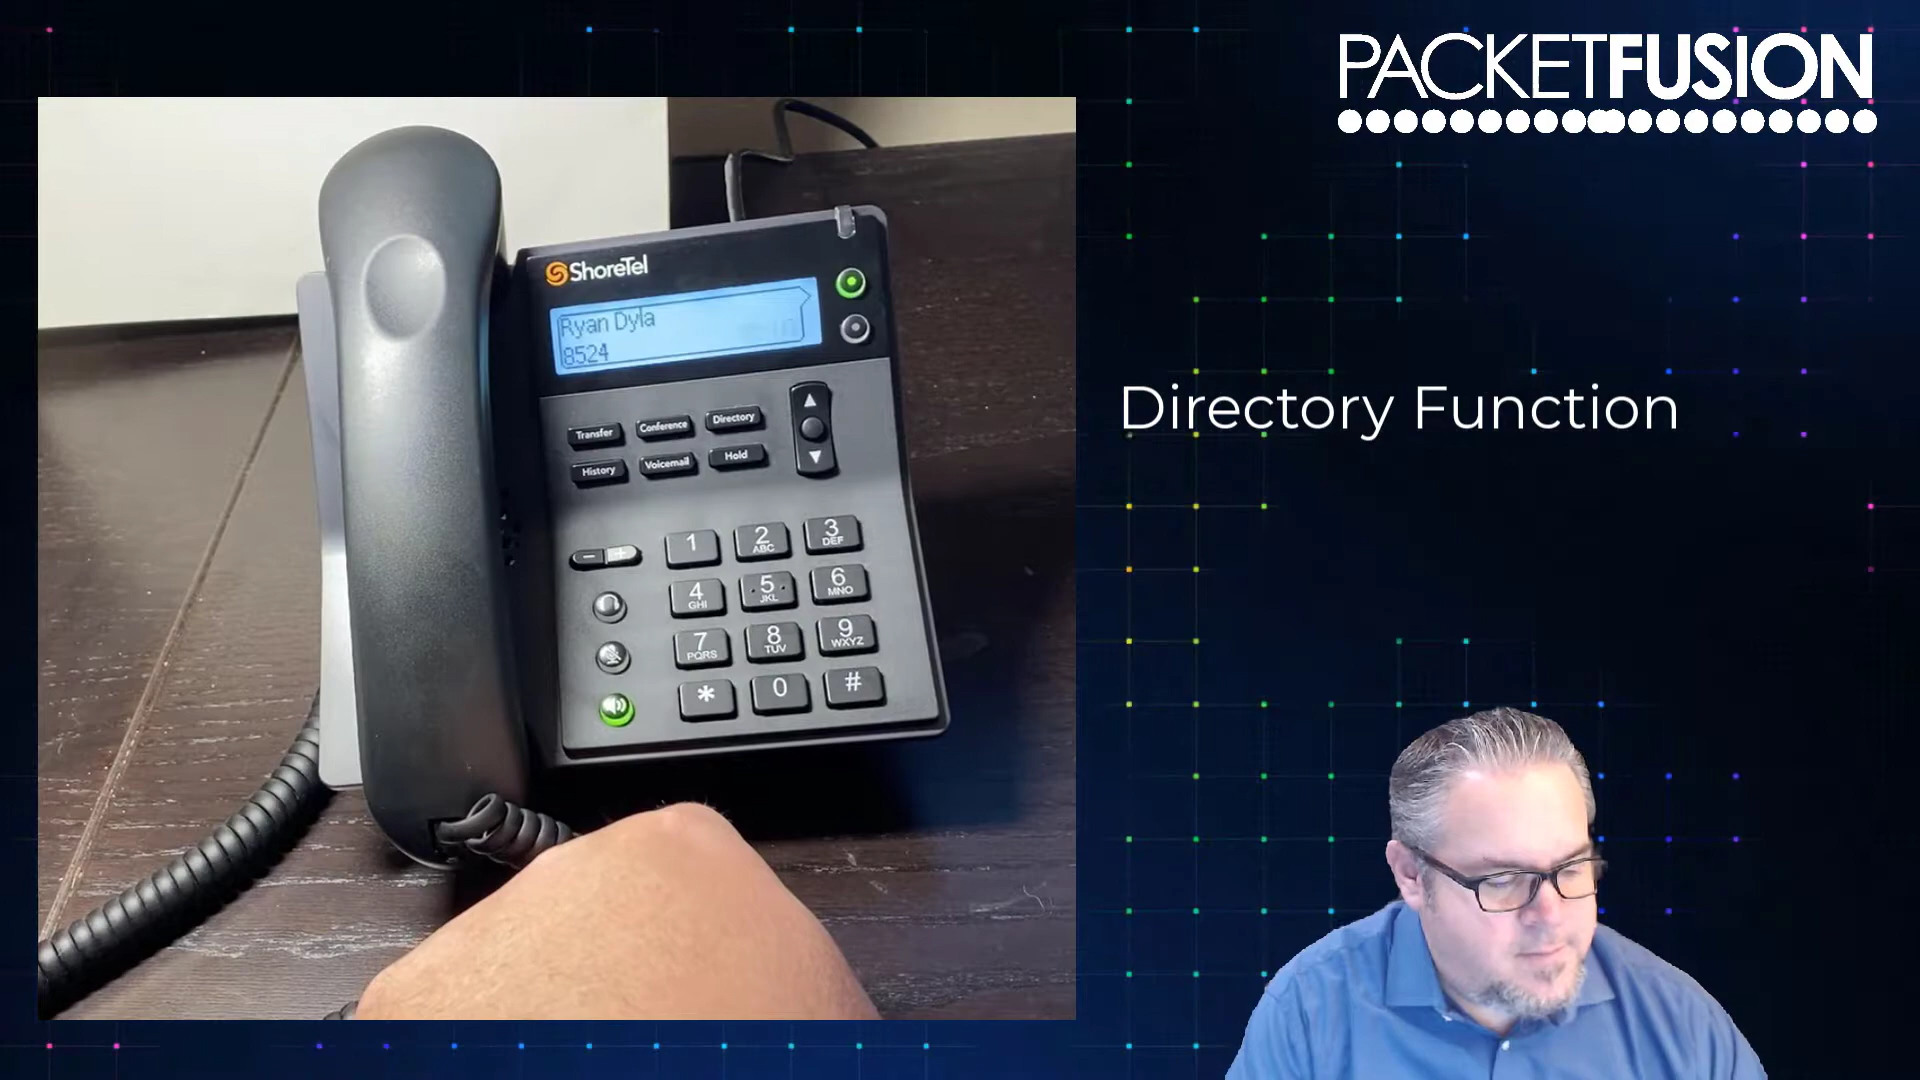 PACKETFUSION
ShoreTel
Ryan Dyla
8524
Directory Function
Transfer Conference Directory
History Voicemail Hold
- +
1 2 ABC 3 DEF
4 GHI 5 JKL 6 MNO
7 PQRS 8 TUV 9 WXYZ
* 0 #